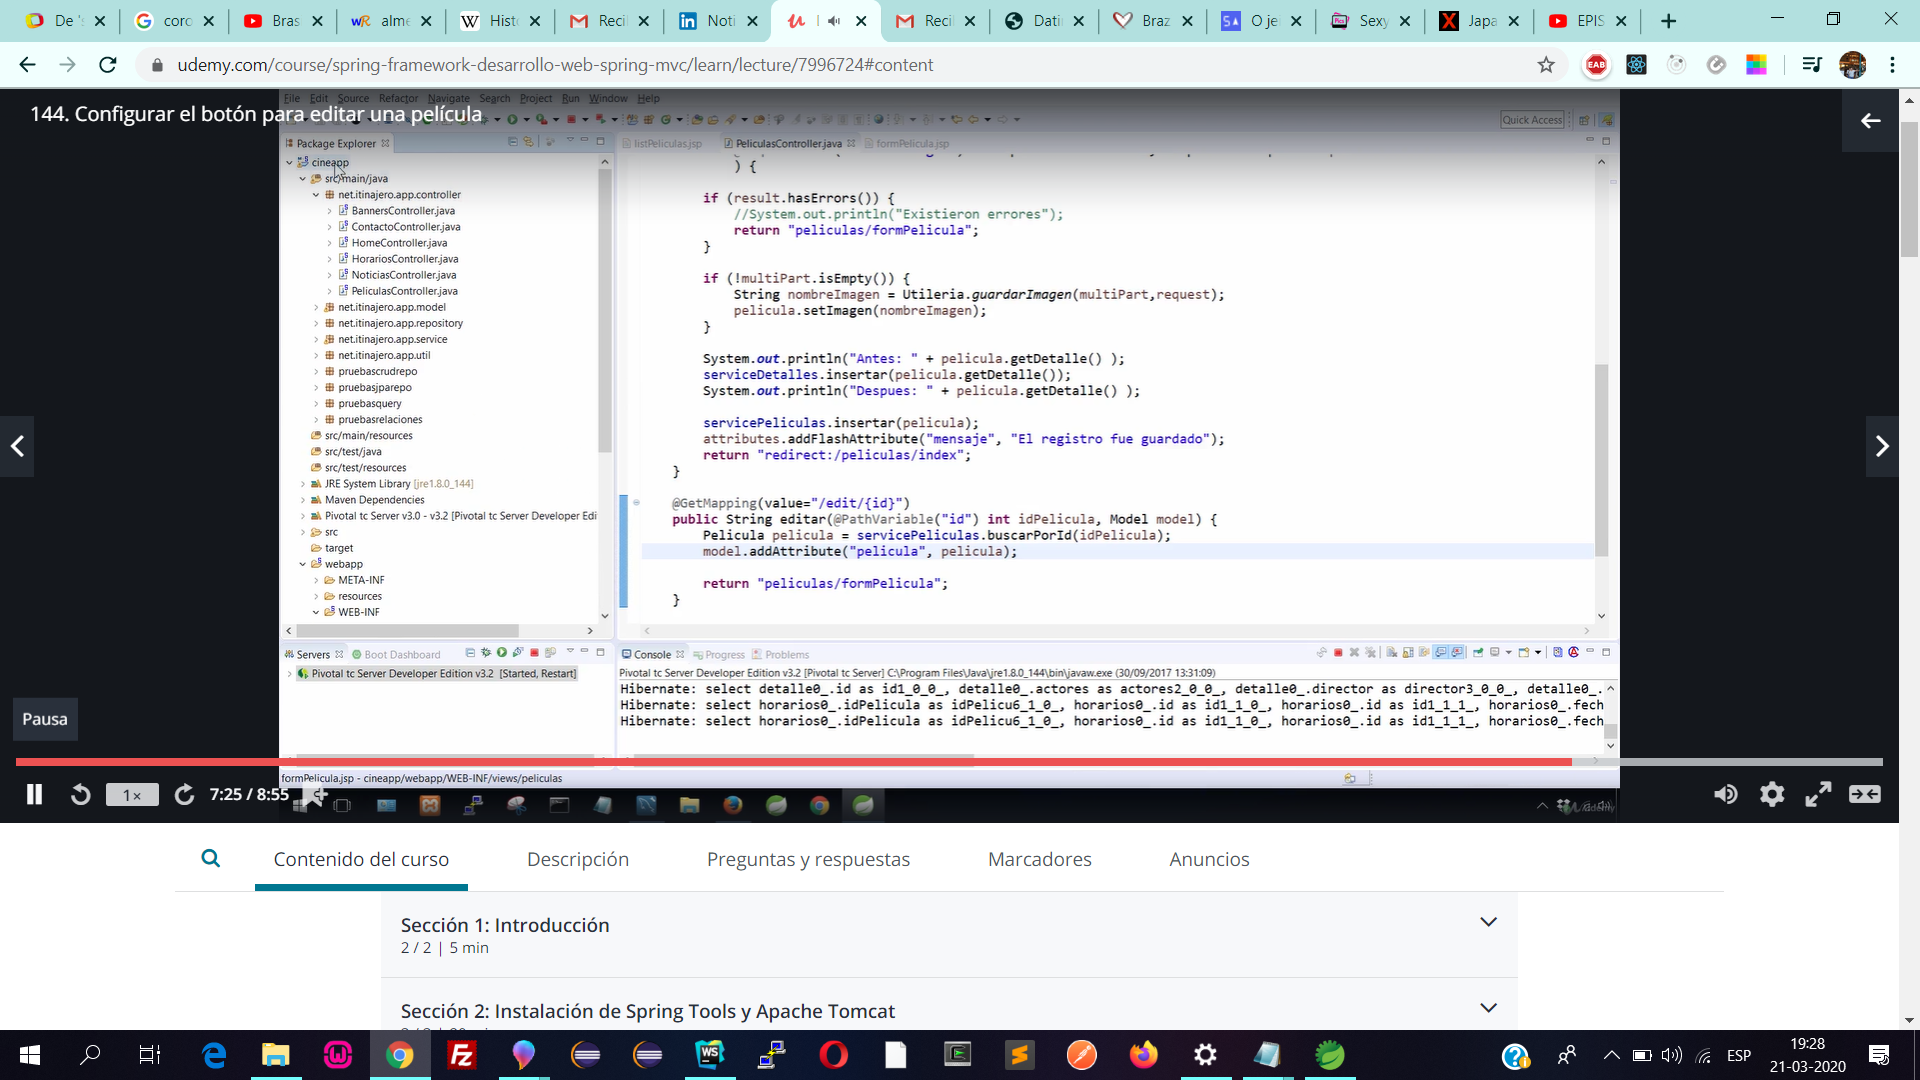 De '
coro
Bras
alme
Hist
Reci
Noti
Reci
Dati
Braz
O je
Sexy
Japa
EPIS
udemy.com/course/spring-framework-desarrollo-web-spring-mvc/learn/lecture/7996724#content
EAB
File Edit Source Refactor Navigate Search Project Run Window Help
144. Configurar el botón para editar una película
Quick Access
Package Explorer
cineapp
src/main/java
net.itinajero.app.controller
BannersController.java
ContactoController.java
HomeController.java
HorariosController.java
NoticiasController.java
PeliculasController.java
net.itinajero.app.model
net.itinajero.app.repository
net.itinajero.app.service
net.itinajero.app.util
pruebascrudrepo
pruebasjparepo
pruebasquery
pruebasrelaciones
src/main/resources
src/test/java
src/test/resources
JRE System Library [jre1.8.0_144]
Maven Dependencies
Pivotal tc Server v3.0 - v3.2 [Pivotal tc Server Developer Edi
src
target
webapp
META-INF
resources
WEB-INF
listPeliculas.jsp PeliculasController.java formPelicula.jsp
) {
if (result.hasErrors()) {
//System.out.println("Existieron errores");
return "peliculas/formPelicula";
}
if (!multiPart.isEmpty()) {
String nombreImagen = Utileria.guardarImagen(multiPart,request);
pelicula.setImagen(nombreImagen);
}
System.out.println("Antes: " + pelicula.getDetalle() );
serviceDetalles.insertar(pelicula.getDetalle());
System.out.println("Despues: " + pelicula.getDetalle() );
servicePeliculas.insertar(pelicula);
attributes.addFlashAttribute("mensaje", "El registro fue guardado");
return "redirect:/peliculas/index";
}
@GetMapping(value="/edit/{id}")
public String editar(@PathVariable("id") int idPelicula, Model model) {
Pelicula pelicula = servicePeliculas.buscarPorId(idPelicula);
model.addAttribute("pelicula", pelicula);
return "peliculas/formPelicula";
}
Servers Boot Dashboard
Pivotal tc Server Developer Edition v3.2 [Started, Restart]
Console Progress Problems
Pivotal tc Server Developer Edition v3.2 [Pivotal tc Server] C:\Program Files\Java\jre1.8.0_144\bin\javaw.exe (30/09/2017 13:31:09)
Hibernate: select detalle0_.id as id1_0_0_, detalle0_.actores as actores2_0_0_, detalle0_.director as director3_0_0_, detalle0_.
Hibernate: select horarios0_.idPelicula as idPelicu6_1_0_, horarios0_.id as id1_1_0_, horarios0_.id as id1_1_1_, horarios0_.fech
Hibernate: select horarios0_.idPelicula as idPelicu6_1_0_, horarios0_.id as id1_1_0_, horarios0_.id as id1_1_1_, horarios0_.fech
Pausa
formPelicula.jsp - cineapp/webapp/WEB-INF/views/peliculas
1×
7:25 / 8:55
Contenido del curso
Descripción
Preguntas y respuestas
Marcadores
Anuncios
Sección 1: Introducción
2 / 2 | 5 min
Sección 2: Instalación de Spring Tools y Apache Tomcat
ESP
19:28
21-03-2020